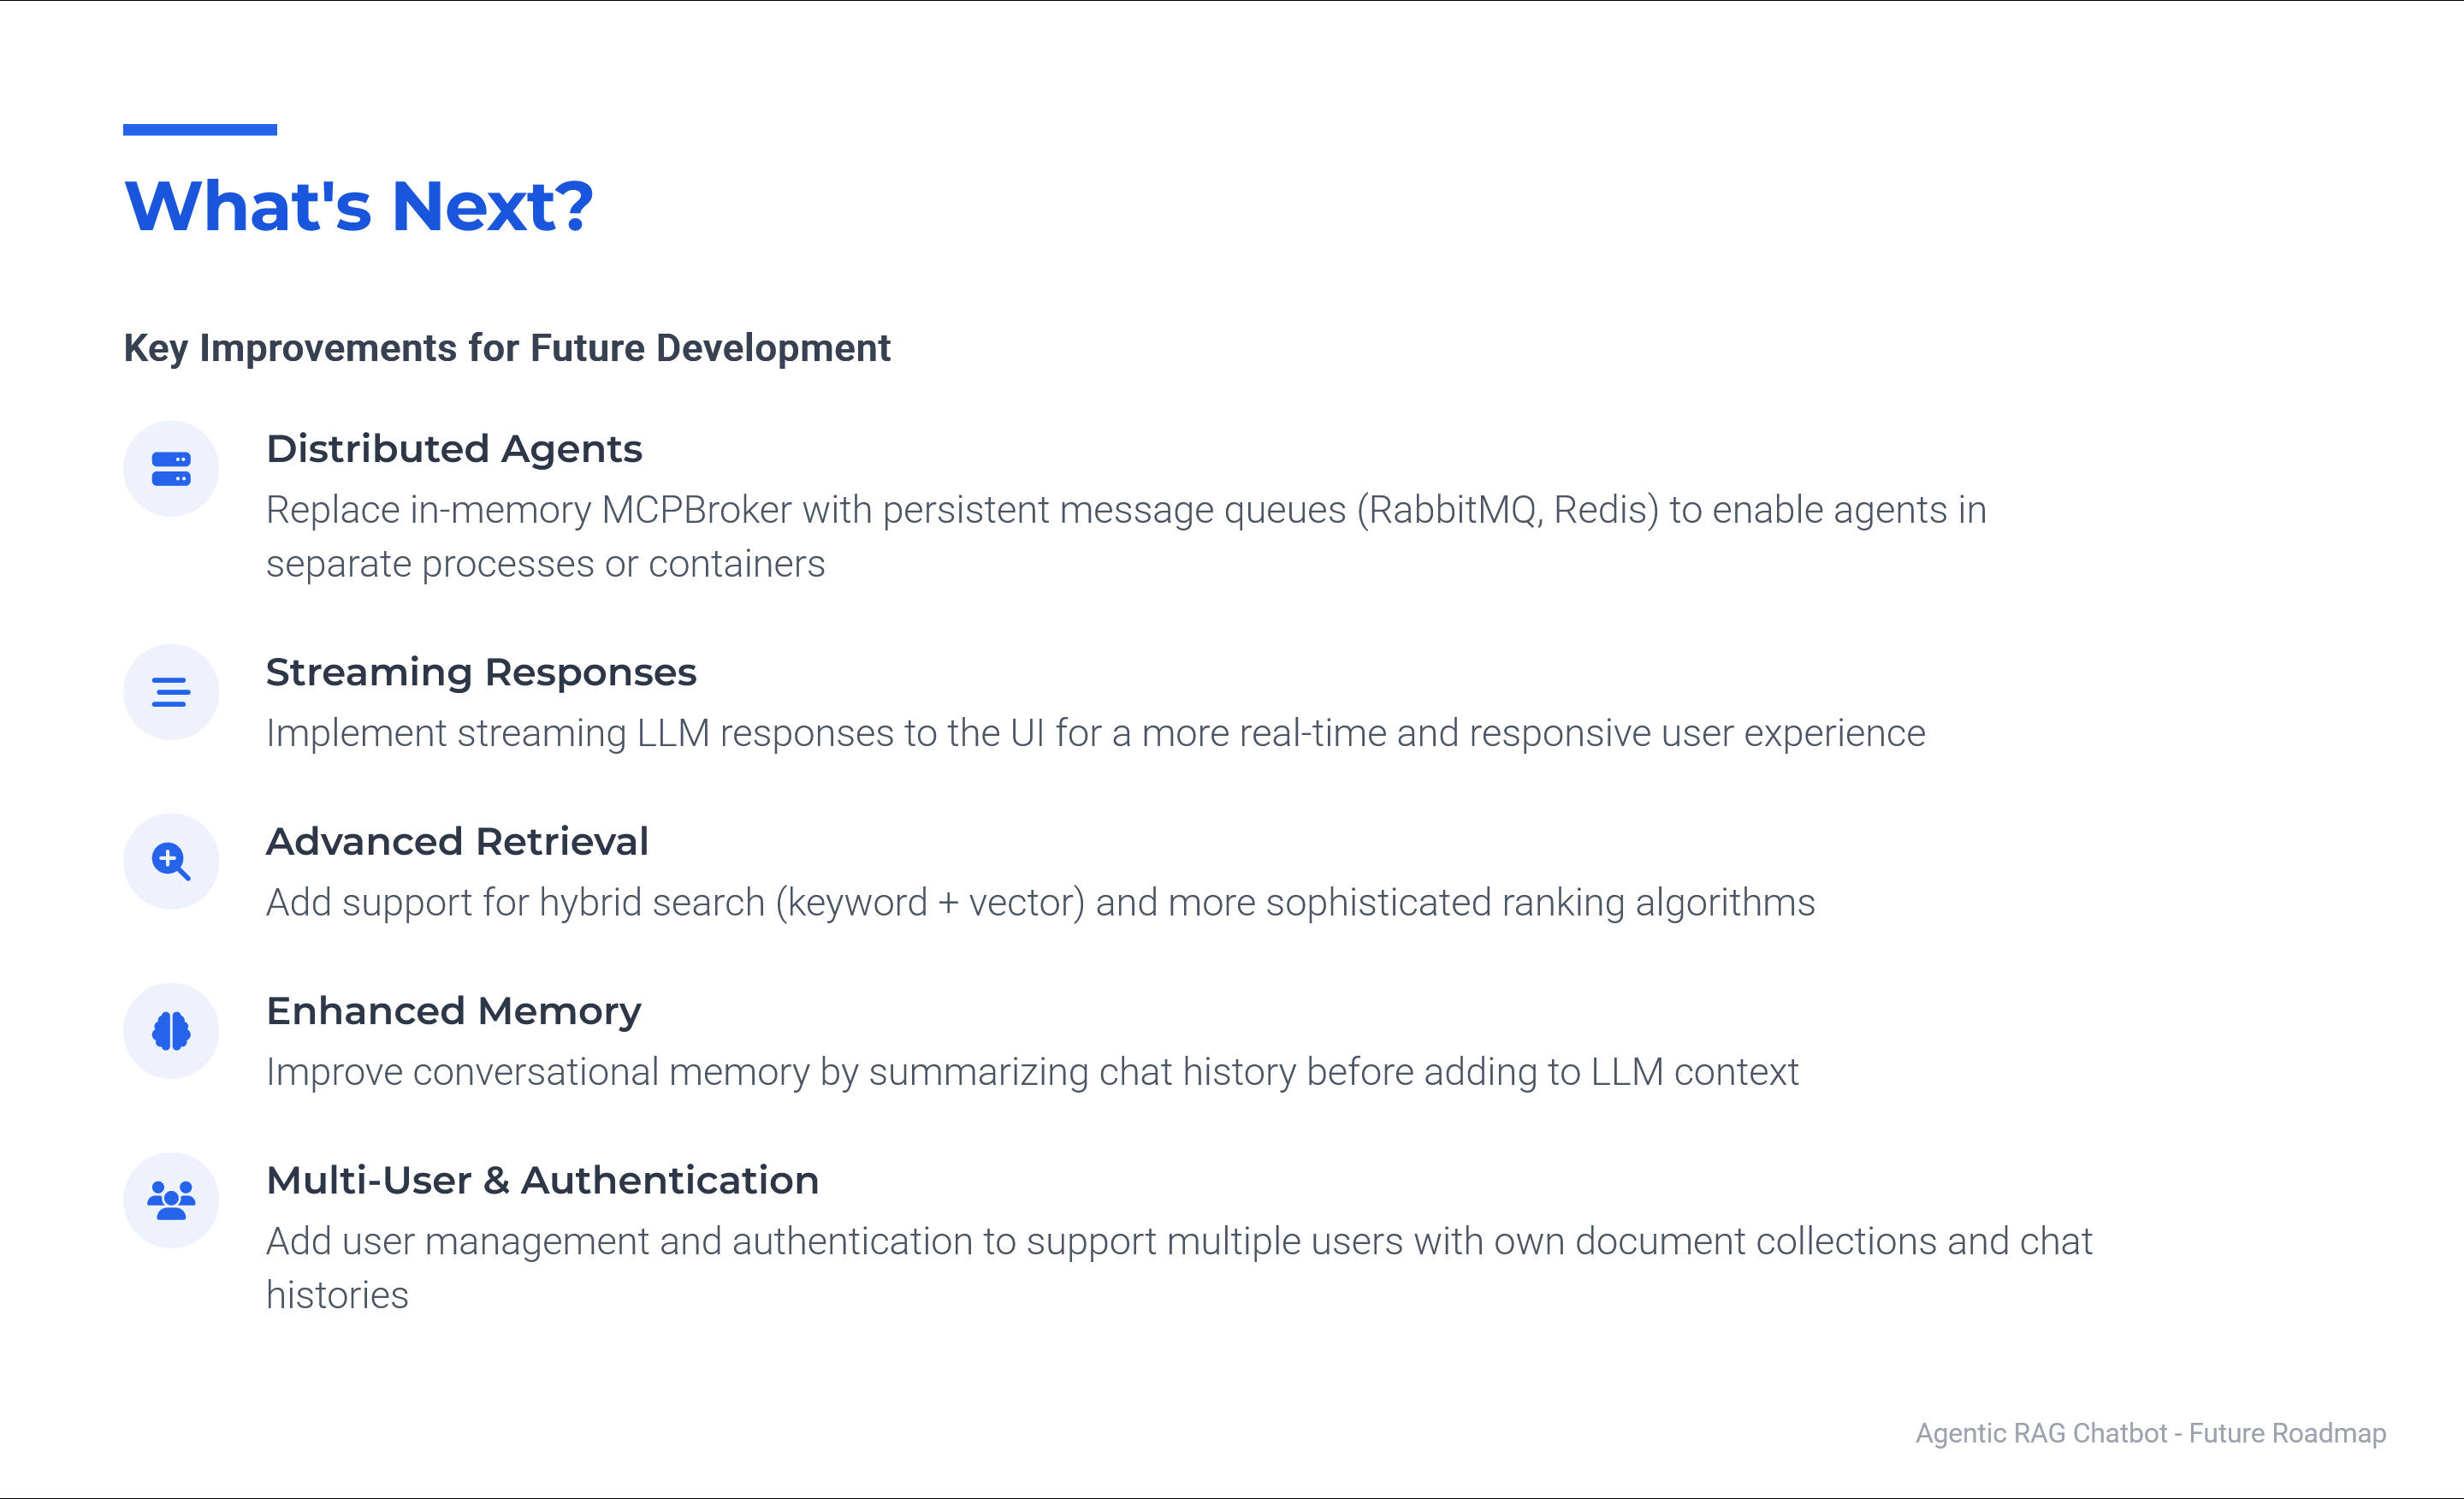 What's Next?
Key Improvements for Future Development
Distributed Agents
Replace in-memory MCPBroker with persistent message queues (RabbitMQ, Redis) to enable agents in
separate processes or containers
Streaming Responses
Implement streaming LLM responses to the UI for a more real-time and responsive user experience
Advanced Retrieval
Add support for hybrid search (keyword + vector) and more sophisticated ranking algorithms
Enhanced Memory
Improve conversational memory by summarizing chat history before adding to LLM context
Multi-User & Authentication
Add user management and authentication to support multiple users with own document collections and chat
histories
Agentic RAG Chatbot - Future Roadmap